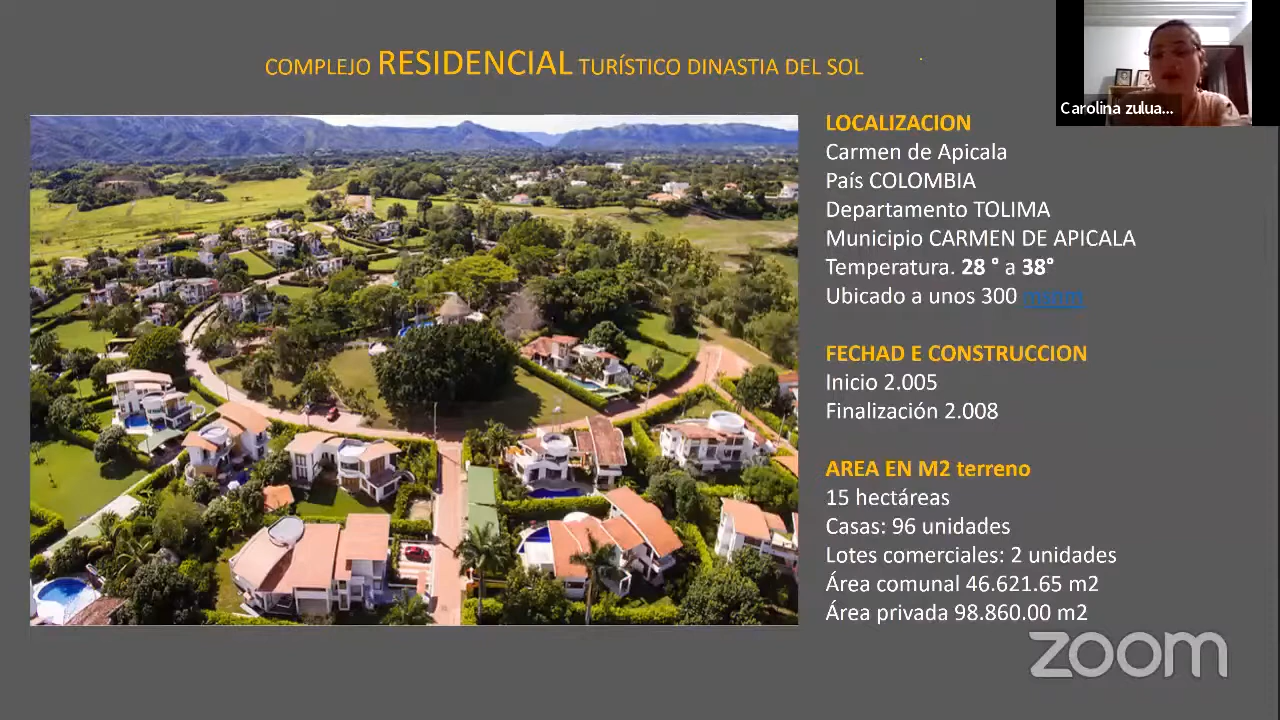 COMPLEJO RESIDENCIAL TURÍSTICO DINASTIA DEL SOL
Carolina zulua...
LOCALIZACION
Carmen de Apicala
País COLOMBIA
Departamento TOLIMA
Municipio CARMEN DE APICALA
Temperatura. 28 ° a 38°
Ubicado a unos 300 msnm
FECHAD E CONSTRUCCION
Inicio 2.005
Finalización 2.008
AREA EN M2 terreno
15 hectáreas
Casas: 96 unidades
Lotes comerciales: 2 unidades
Área comunal 46.621.65 m2
Área privada 98.860.00 m2
zoom